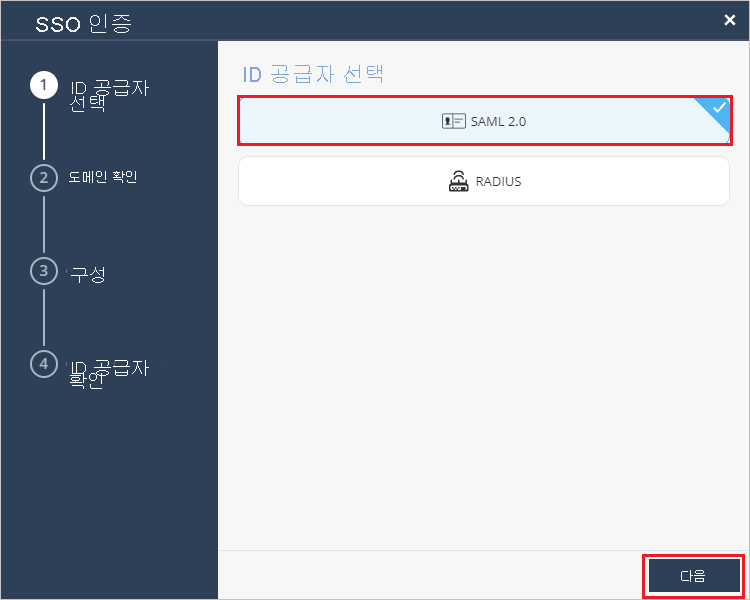 SSO 인증
1
ID 공급자
선택
2
도메인 확인
3
구성
4
ID 공급자
확인
ID 공급자 선택
SAML 2.0
RADIUS
다음